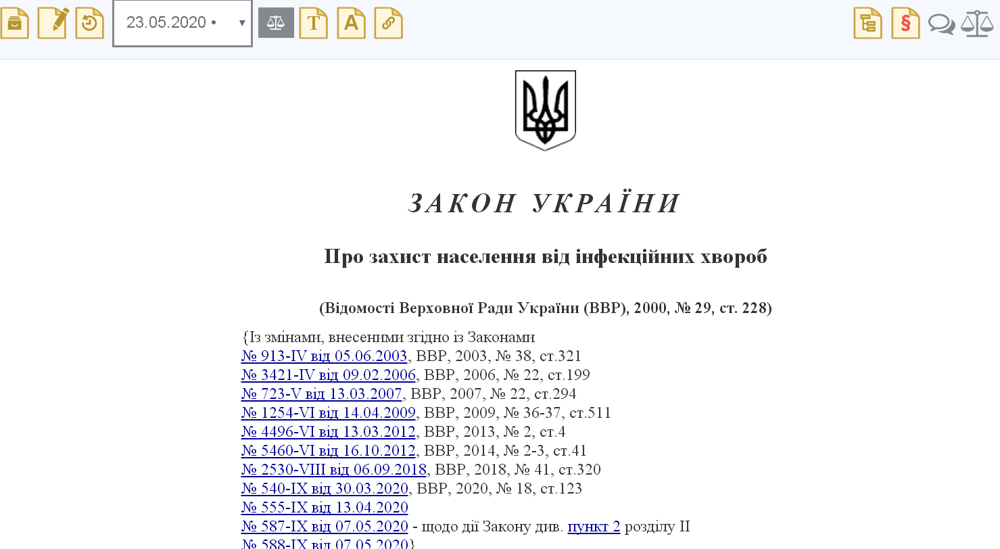 23.05.2020 •
T
A
§
ЗАКОН УКРАЇНИ
Про захист населення від інфекційних хвороб
(Відомості Верховної Ради України (ВВР), 2000, № 29, ст. 228)
{Із змінами, внесеними згідно із Законами
№ 913-IV від 05.06.2003, ВВР, 2003, № 38, ст.321
№ 3421-IV від 09.02.2006, ВВР, 2006, № 22, ст.199
№ 723-V від 13.03.2007, ВВР, 2007, № 22, ст.294
№ 1254-VI від 14.04.2009, ВВР, 2009, № 36-37, ст.511
№ 4496-VI від 13.03.2012, ВВР, 2013, № 2, ст.4
№ 5460-VI від 16.10.2012, ВВР, 2014, № 2-3, ст.41
№ 2530-VIII від 06.09.2018, ВВР, 2018, № 41, ст.320
№ 540-IX від 30.03.2020, ВВР, 2020, № 18, ст.123
№ 555-IX від 13.04.2020
№ 587-IX від 07.05.2020 - щодо дії Закону див. пункт 2 розділу II
№ 588-IX від 07.05.2020}